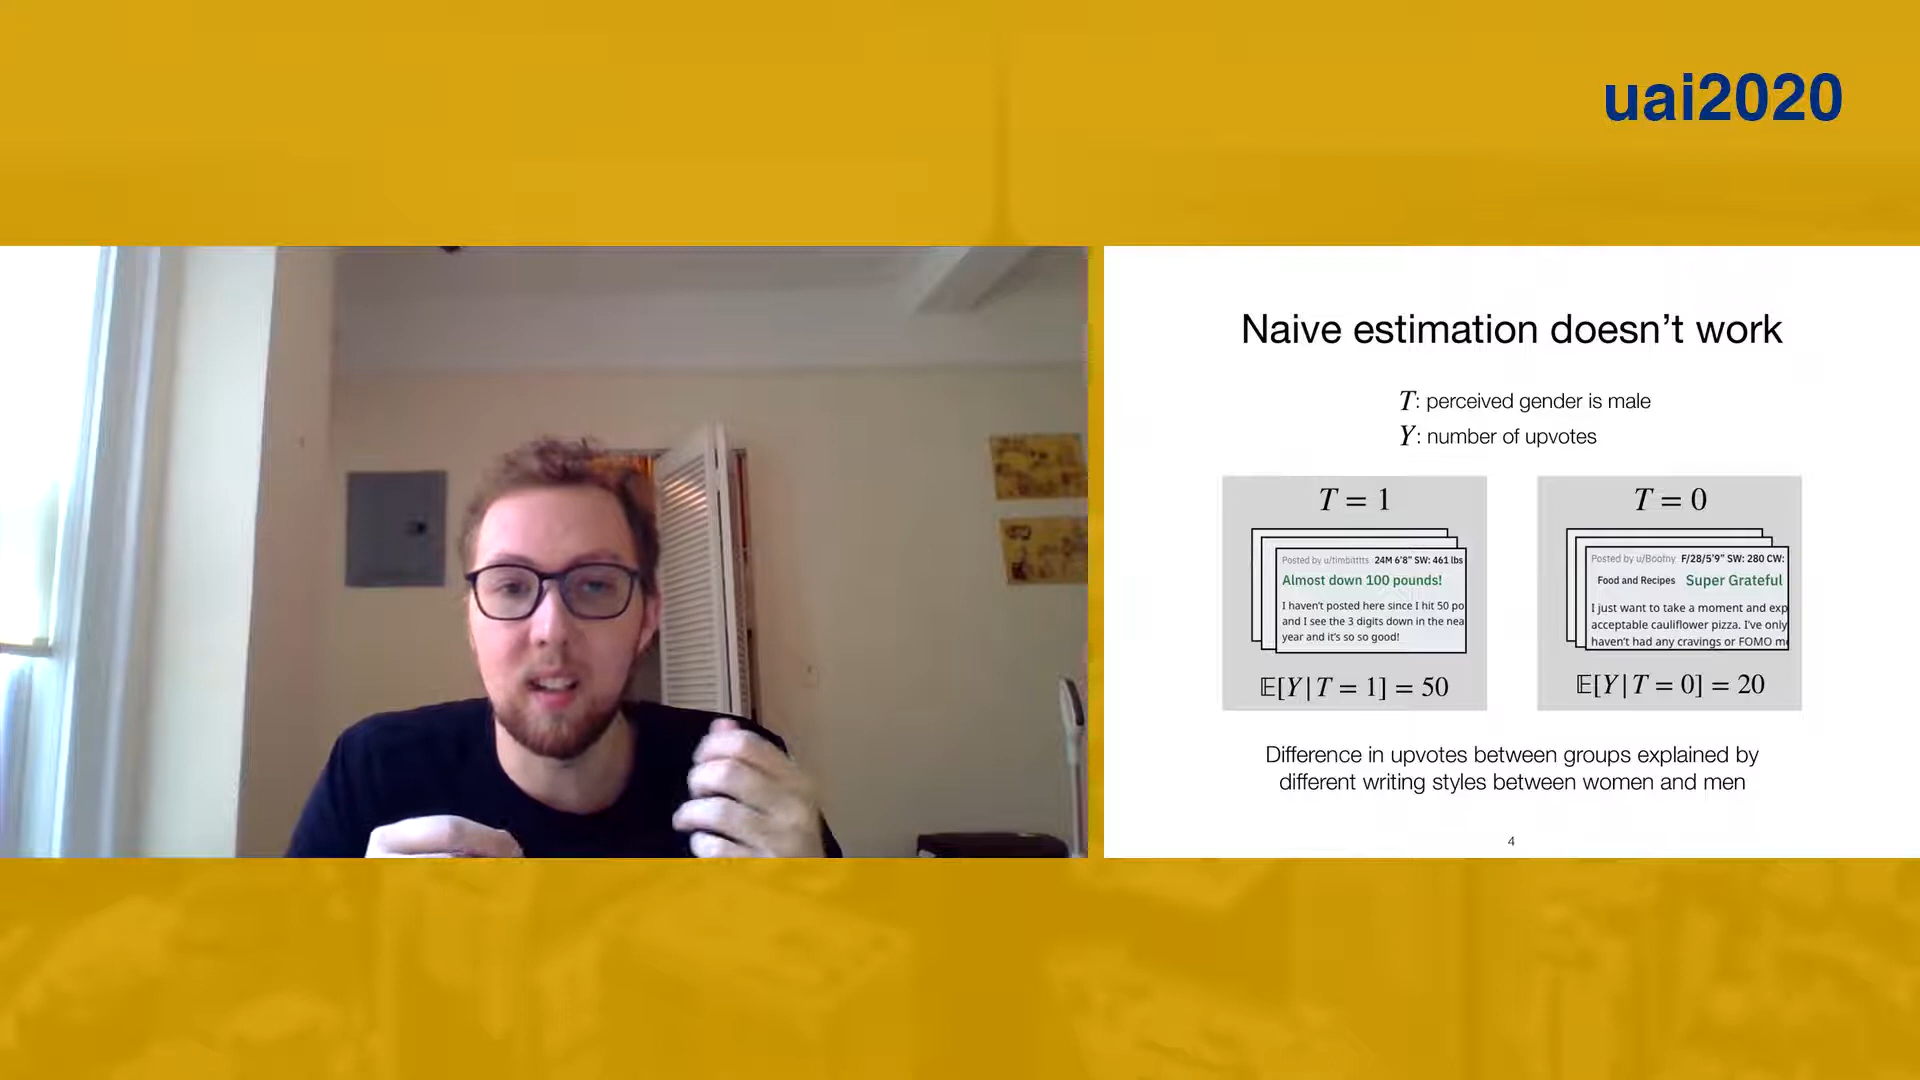 uai2020
Naive estimation doesn't work
T: perceived gender is male
Y: number of upvotes
T = 1
Posted by u/timbittts 24M 6'8" SW: 461 lbs
Almost down 100 pounds!
I haven't posted here since I hit 50 po
and I see the 3 digits down in the nea
year and it's so so good!
𝔼[Y|T = 1] = 50
T = 0
Posted by u/Boofny F/28/5'9" SW: 280 CW:
Food and Recipes Super Grateful
I just want to take a moment and exp
acceptable cauliflower pizza. I've only
haven't had any cravings or FOMO m
𝔼[Y|T = 0] = 20
Difference in upvotes between groups explained by
different writing styles between women and men
4